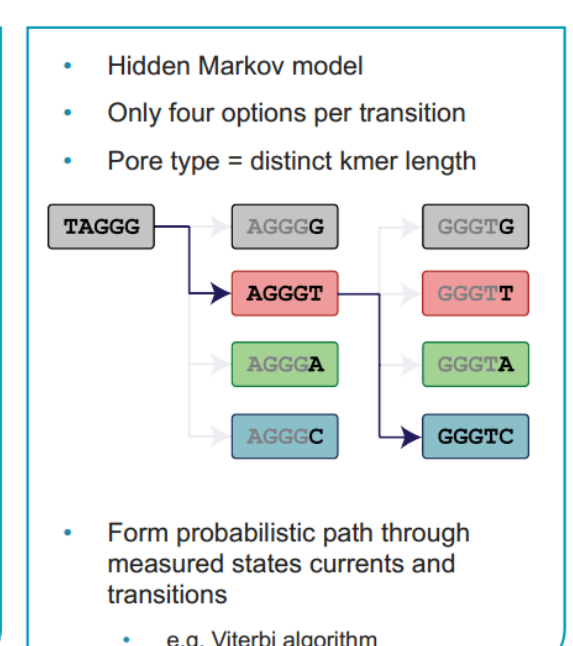 Hidden Markov model
Only four options per transition
Pore type = distinct kmer length
TAGGG AGGGG GGGTG
AGGGT GGGTT
AGGGA GGGTA
AGGGC GGGTC
Form probabilistic path through
measured states currents and
transitions
e.g. Viterbi algorithm